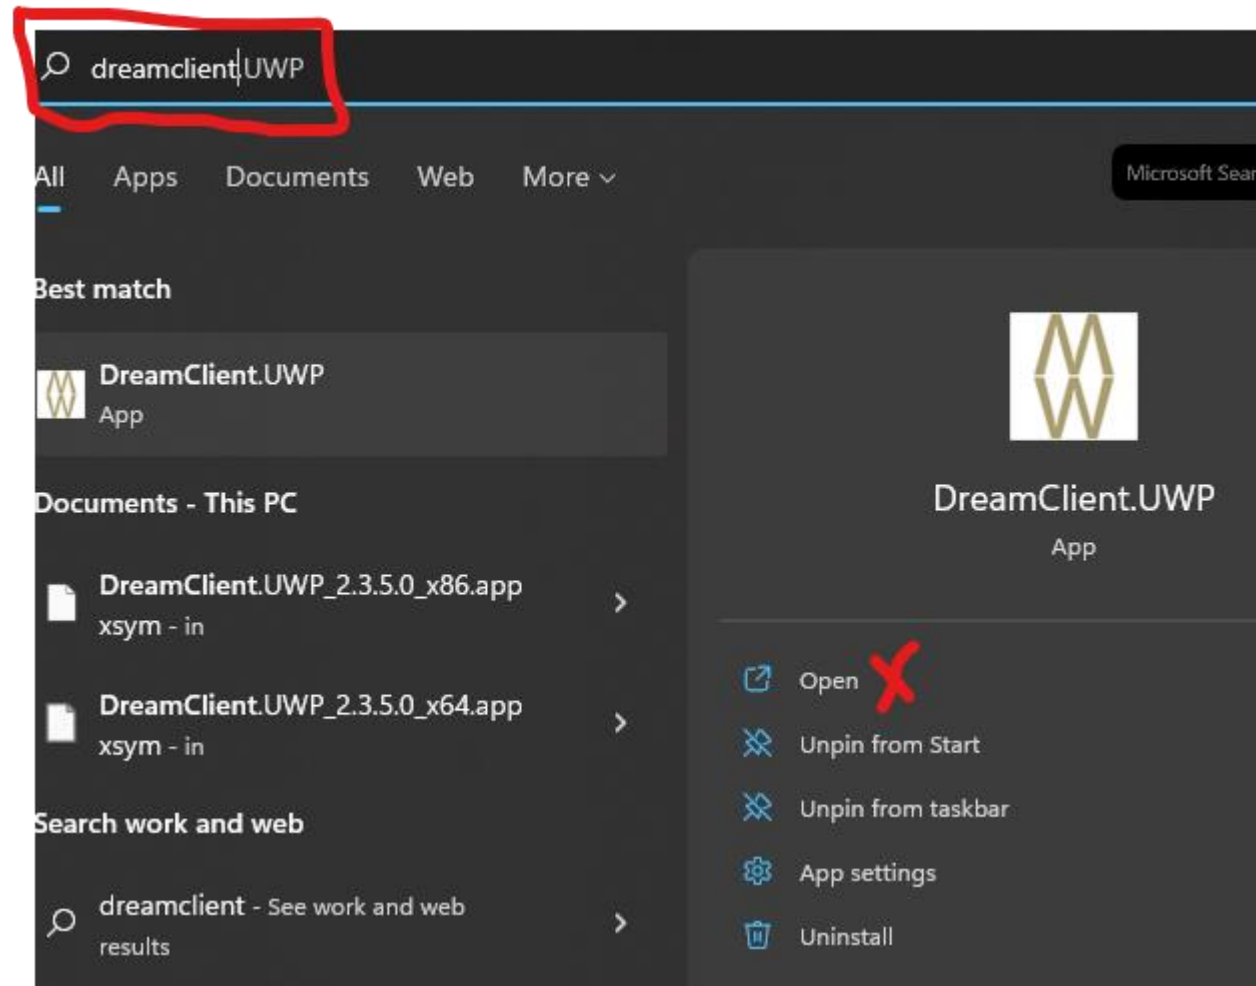 dreamclient.UWP
All Apps Documents Web More
Microsoft Sear
Best match
DreamClient.UWP
App
Documents - This PC
DreamClient.UWP_2.3.5.0_x86.app
xsym - in
DreamClient.UWP_2.3.5.0_x64.app
xsym - in
Search work and web
dreamclient - See work and web
results
DreamClient.UWP
App
Open
Unpin from Start
Unpin from taskbar
App settings
Uninstall